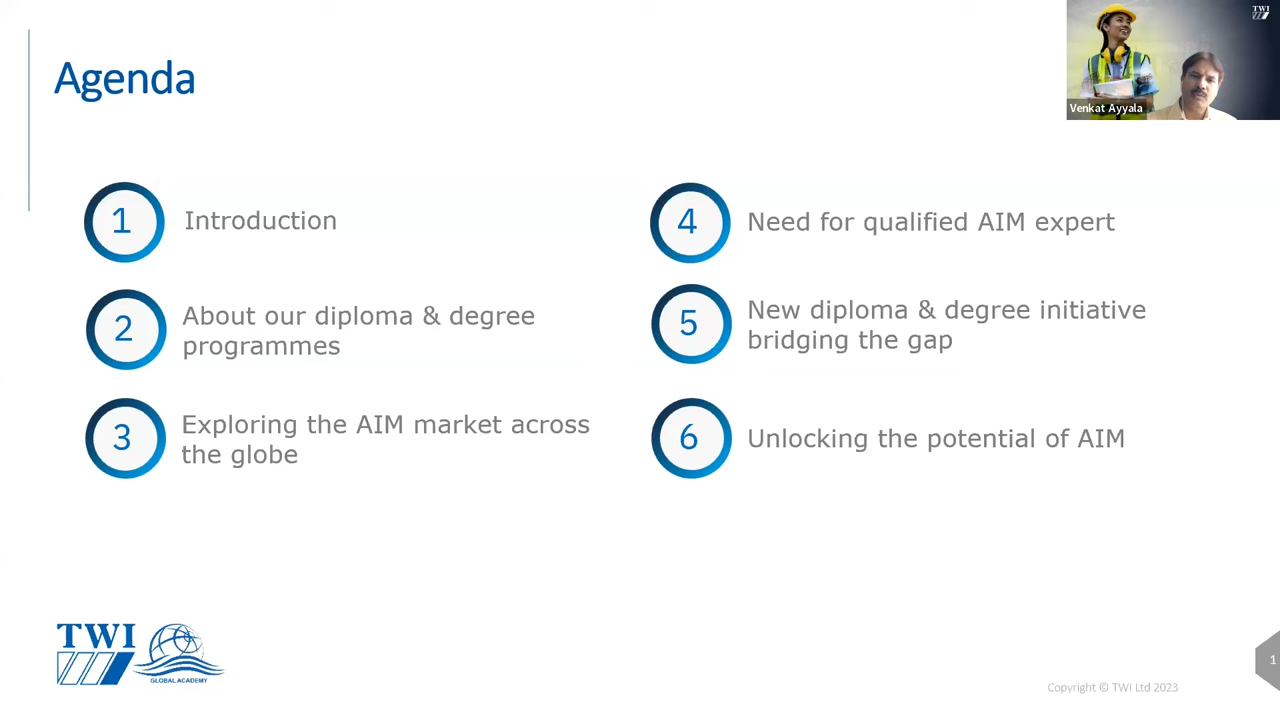 Agenda
TWI
Venkat Ayyala
1
Introduction
2
About our diploma & degree
programmes
3
Exploring the AIM market across
the globe
4
Need for qualified AIM expert
5
New diploma & degree initiative
bridging the gap
6
Unlocking the potential of AIM
TWI
GLOBAL ACADEMY
Copyright © TWI Ltd 2023
1